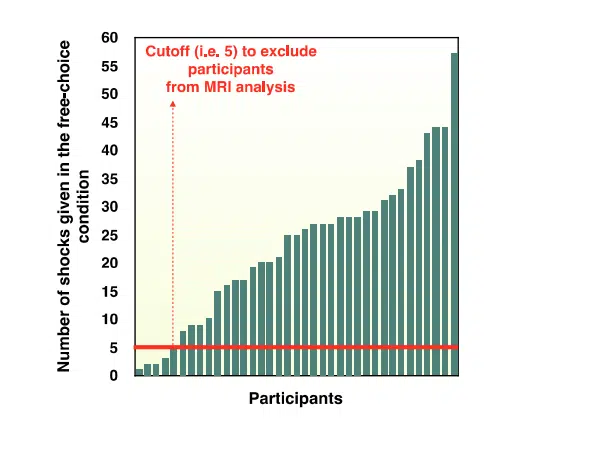 Number of shocks given in the free-choice
condition
60
55
50
45
40
35
30
25
20
15
10
5
0
Cutoff (i.e. 5) to exclude
participants
from MRI analysis
Participants